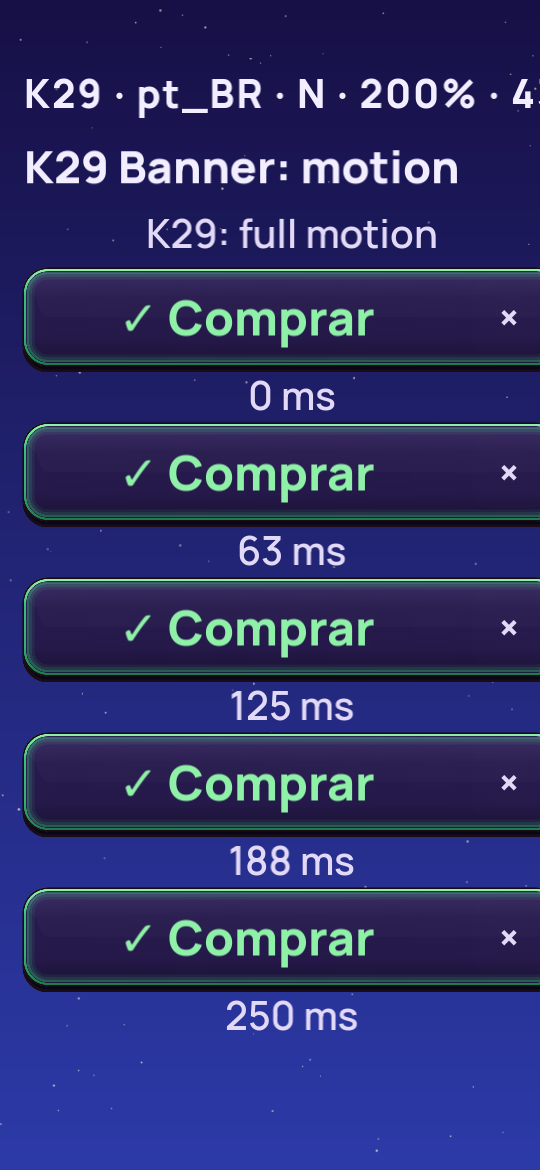 K29 · pt_BR · N · 200% · 4
K29 Banner: motion
K29: full motion
✓ Comprar ×
0 ms
✓ Comprar ×
63 ms
✓ Comprar ×
125 ms
✓ Comprar ×
188 ms
✓ Comprar ×
250 ms